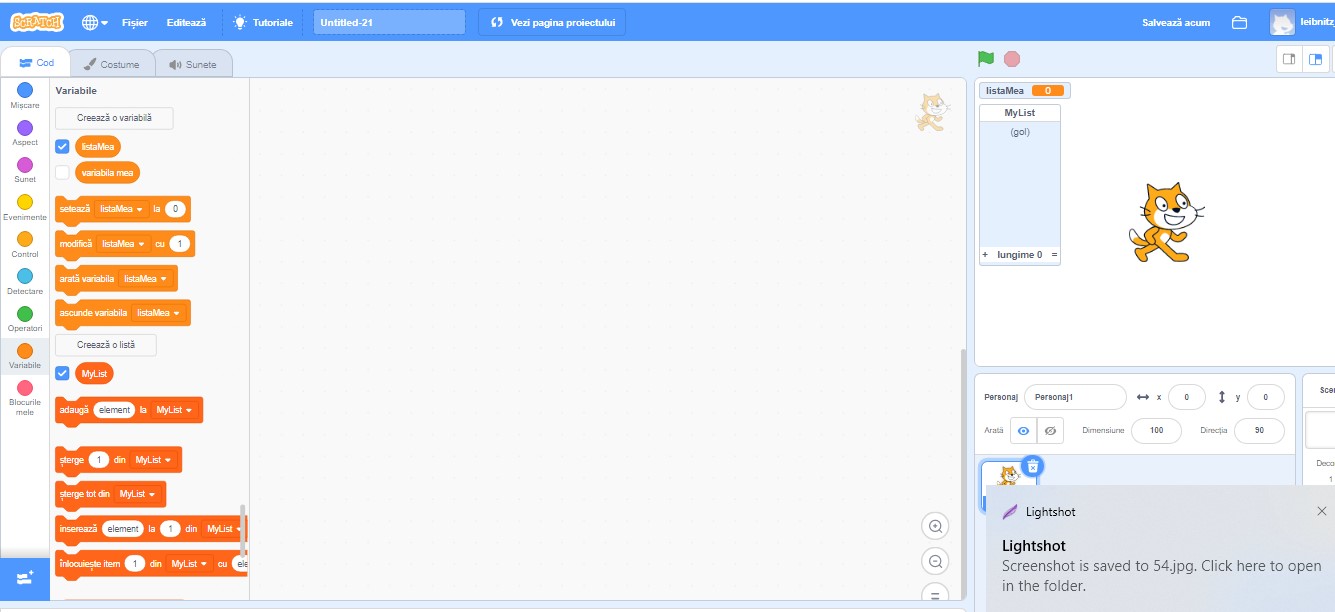 SCRATCH
Fișier
Editează
Tutoriale
Untitled-21
Vezi pagina proiectului
Salvează acum
leibnitz
Cod
Costume
Sunete
Mișcare
Aspect
Sunet
Evenimente
Control
Detectare
Operatori
Variabile
Blocurile
mele
Variabile
Creează o variabilă
listaMea
variabila mea
setează listaMea la 0
modifică listaMea cu 1
arată variabila listaMea
ascunde variabila listaMea
Creează o listă
MyList
adaugă element la MyList
șterge 1 din MyList
șterge tot din MyList
inserează element la 1 din MyList
înlocuiește item 1 din MyList cu ele
listaMea 0
MyList
(gol)
+ lungime 0 =
Personaj Personaj1 x 0 y 0
Arată Dimensiune 100 Direcția 90
Scen
Deco
1
Lightshot
Lightshot
Screenshot is saved to 54.jpg. Click here to open
in the folder.